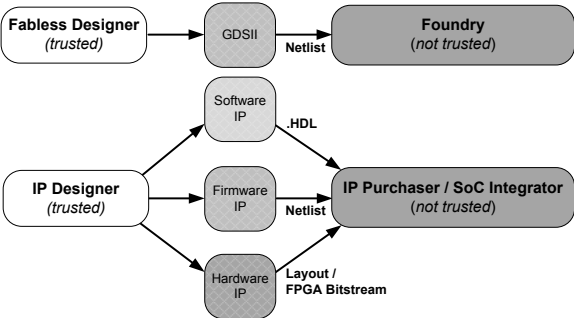 Fabless Designer
(trusted)
GDSII
Netlist
Foundry
(not trusted)
Software
IP
.HDL
IP Designer
(trusted)
Firmware
IP
Netlist
IP Purchaser / SoC Integrator
(not trusted)
Hardware
IP
Layout /
FPGA Bitstream